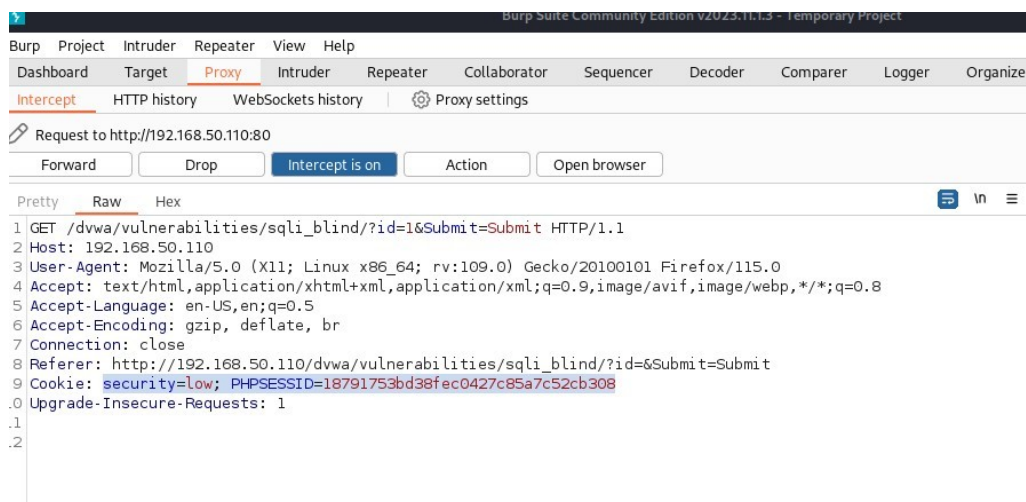 Burp Suite Community Edition v2023.11.1.3 - Temporary Project
Burp Project Intruder Repeater View Help
Dashboard Target Proxy Intruder Repeater Collaborator Sequencer Decoder Comparer Logger Organize
Intercept HTTP history WebSockets history Proxy settings
Request to http://192.168.50.110:80
Forward Drop Intercept is on Action Open browser
Pretty Raw Hex \n
1 GET /dvwa/vulnerabilities/sqli_blind/?id=1&Submit=Submit HTTP/1.1
2 Host: 192.168.50.110
3 User-Agent: Mozilla/5.0 (X11; Linux x86_64; rv:109.0) Gecko/20100101 Firefox/115.0
4 Accept: text/html,application/xhtml+xml,application/xml;q=0.9,image/avif,image/webp,*/*;q=0.8
5 Accept-Language: en-US,en;q=0.5
6 Accept-Encoding: gzip, deflate, br
7 Connection: close
8 Referer: http://192.168.50.110/dvwa/vulnerabilities/sqli_blind/?id=&Submit=Submit
9 Cookie: security=low; PHPSESSID=18791753bd38fec0427c85a7c52cb308
.0 Upgrade-Insecure-Requests: 1
.1
.2